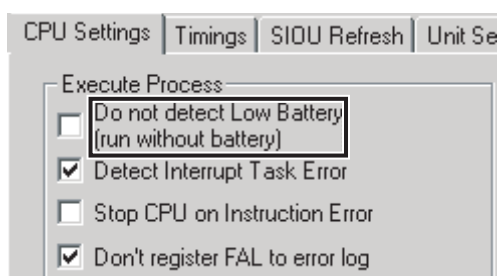 CPU Settings Timings SIOU Refresh Unit Se
Execute Process
Do not detect Low Battery
(run without battery)
Detect Interrupt Task Error
Stop CPU on Instruction Error
Don't register FAL to error log